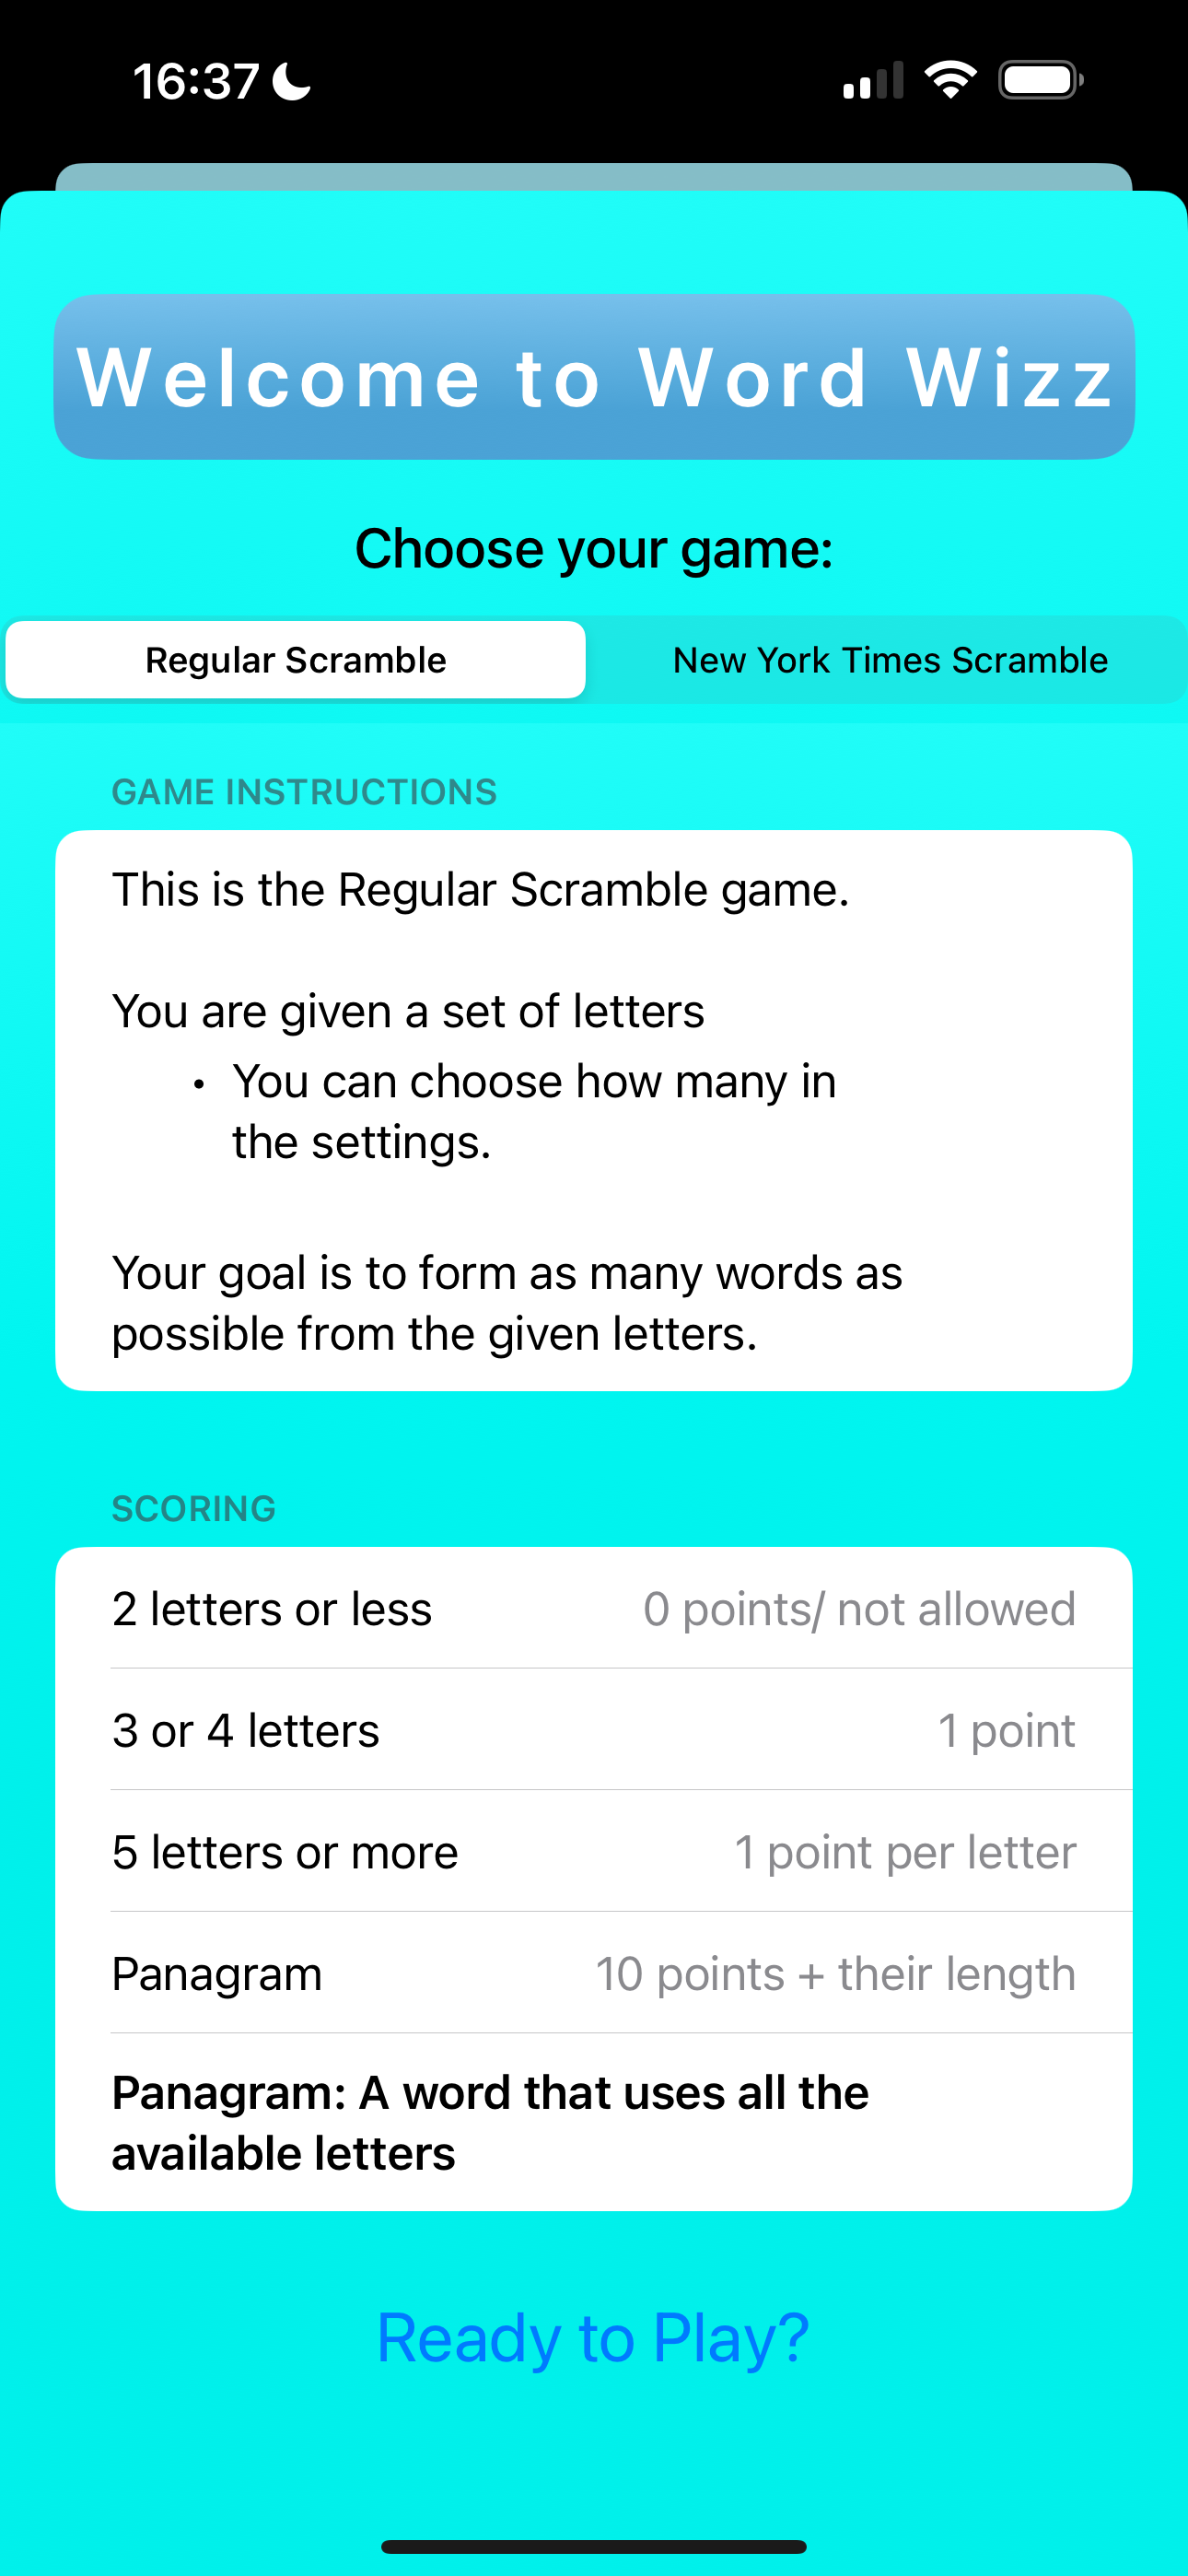 16:37
Welcome to Word Wizz
Choose your game:
Regular Scramble
New York Times Scramble
GAME INSTRUCTIONS
This is the Regular Scramble game.
You are given a set of letters
• You can choose how many in
the settings.
Your goal is to form as many words as
possible from the given letters.
SCORING
2 letters or less 0 points/ not allowed
3 or 4 letters 1 point
5 letters or more 1 point per letter
Panagram 10 points + their length
Panagram: A word that uses all the
available letters
Ready to Play?